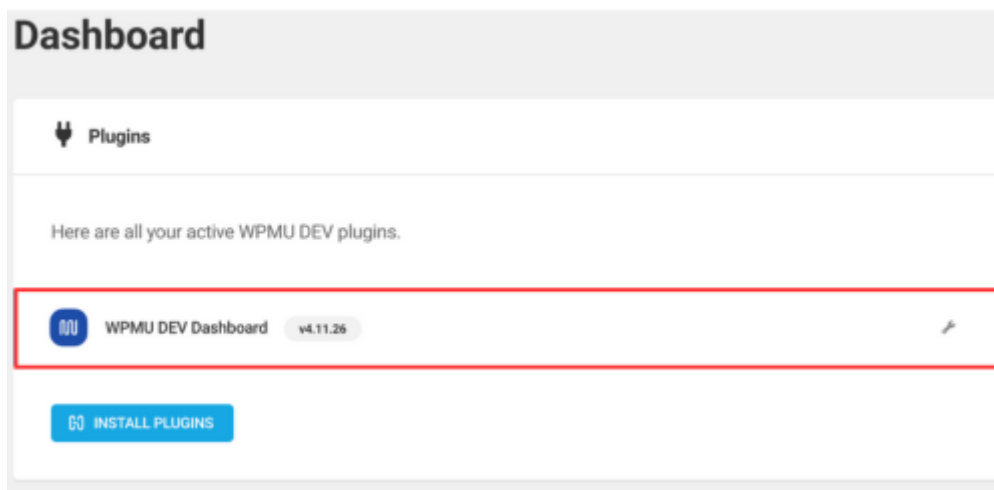 Dashboard
Plugins
Here are all your active WPMU DEV plugins.
WPMU DEV Dashboard v4.11.26
INSTALL PLUGINS